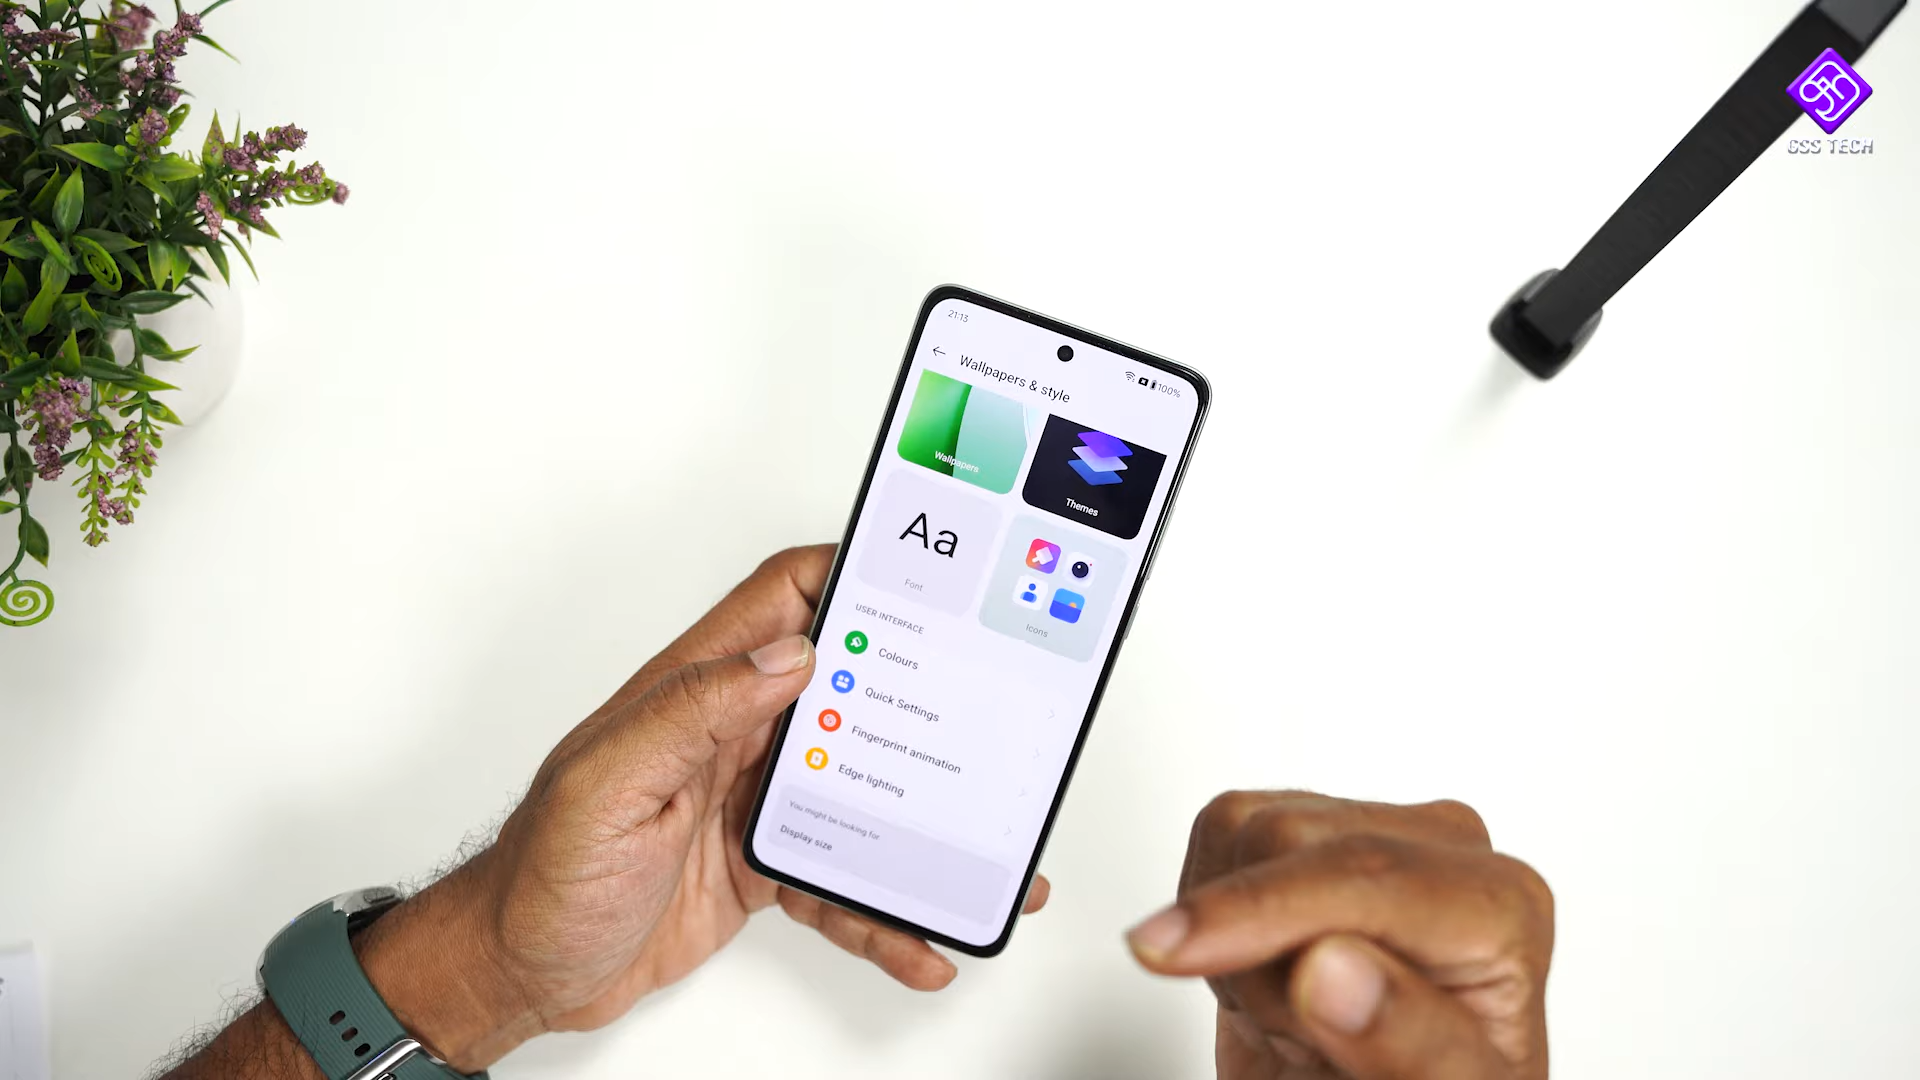 GSS TECH
21:13
100%
Wallpapers & style
Wallpapers
Themes
Aa
Font
Icons
USER INTERFACE
Colours
Quick Settings
Fingerprint animation
Edge lighting
You might be looking for
Display size